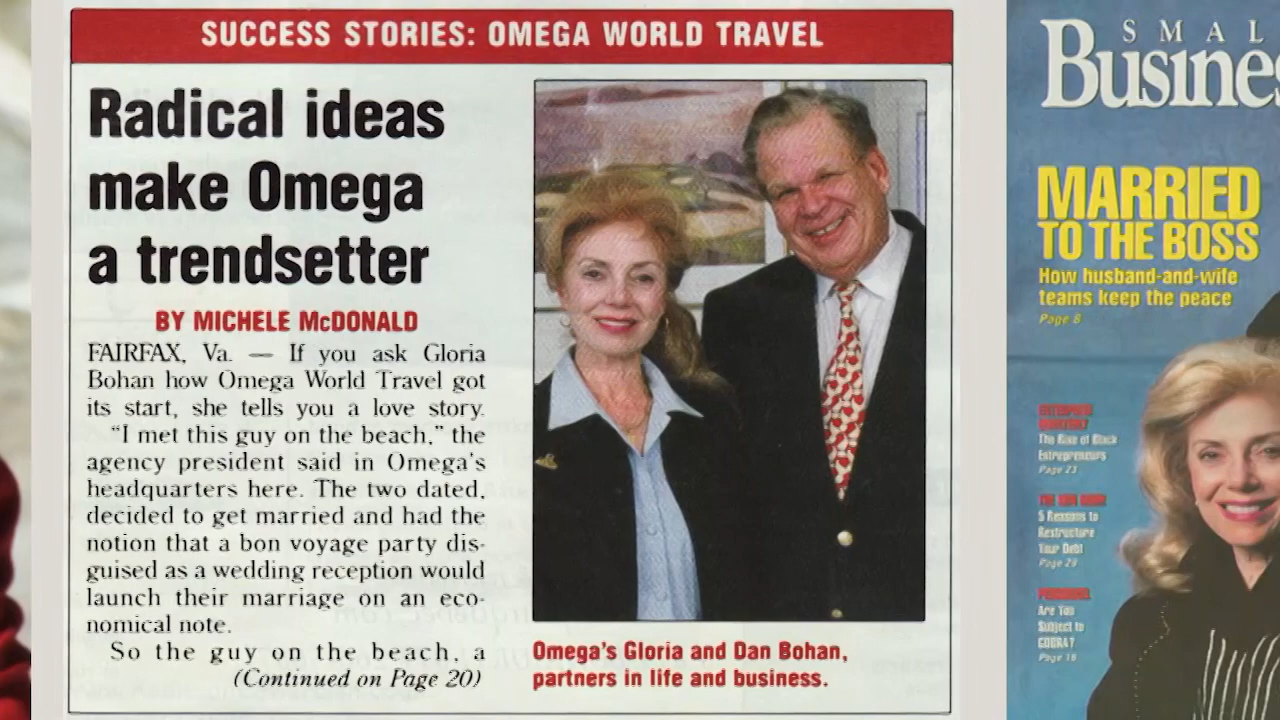 SUCCESS STORIES: OMEGA WORLD TRAVEL
Radical ideas
make Omega
a trendsetter
BY MICHELE McDONALD
FAIRFAX, Va. — If you ask Gloria
Bohan how Omega World Travel got
its start, she tells you a love story.
"I met this guy on the beach," the
agency president said in Omega's
headquarters here. The two dated,
decided to get married and had the
notion that a bon voyage party dis-
guised as a wedding reception would
launch their marriage on an eco-
nomical note.
So the guy on the beach, a
(Continued on Page 20)
Omega's Gloria and Dan Bohan,
partners in life and business.
SMAL
Busines
MARRIED
TO THE BOSS
How husband-and-wife
teams keep the peace
Page 8
The Rise of Black
Entrepreneurs
Page 23
5 Reasons to
Restructure
Your Debt
Page 29
Are You
Subject to
COBRA?
Page 16